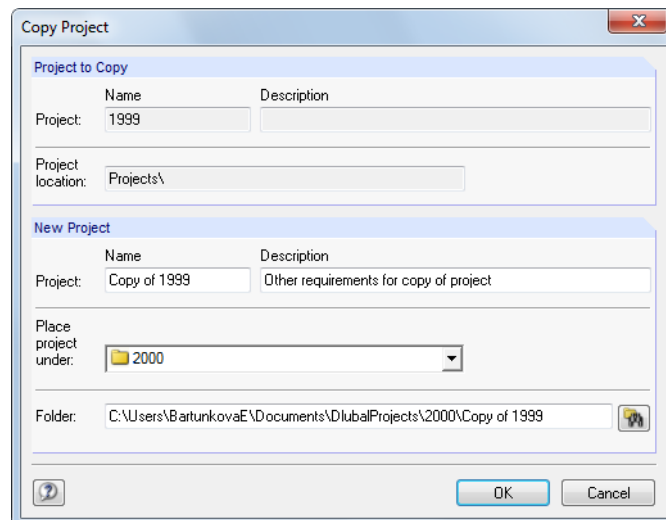 Copy Project
Project to Copy
Name Description
Project: 1999
Project
location: Projects\
New Project
Name Description
Project: Copy of 1999 Other requirements for copy of project
Place
project
under: 2000
Folder: C:\Users\BartunkovaE\Documents\DlubalProjects\2000\Copy of 1999
OK Cancel